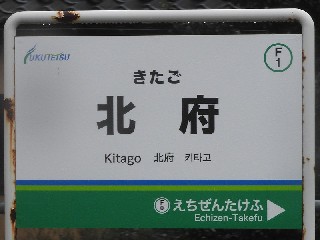 FUKUTETSU
F
1
きたご
北府
Kitago 北府 키타고
F
0
えちぜんたけふ
Echizen-Takefu